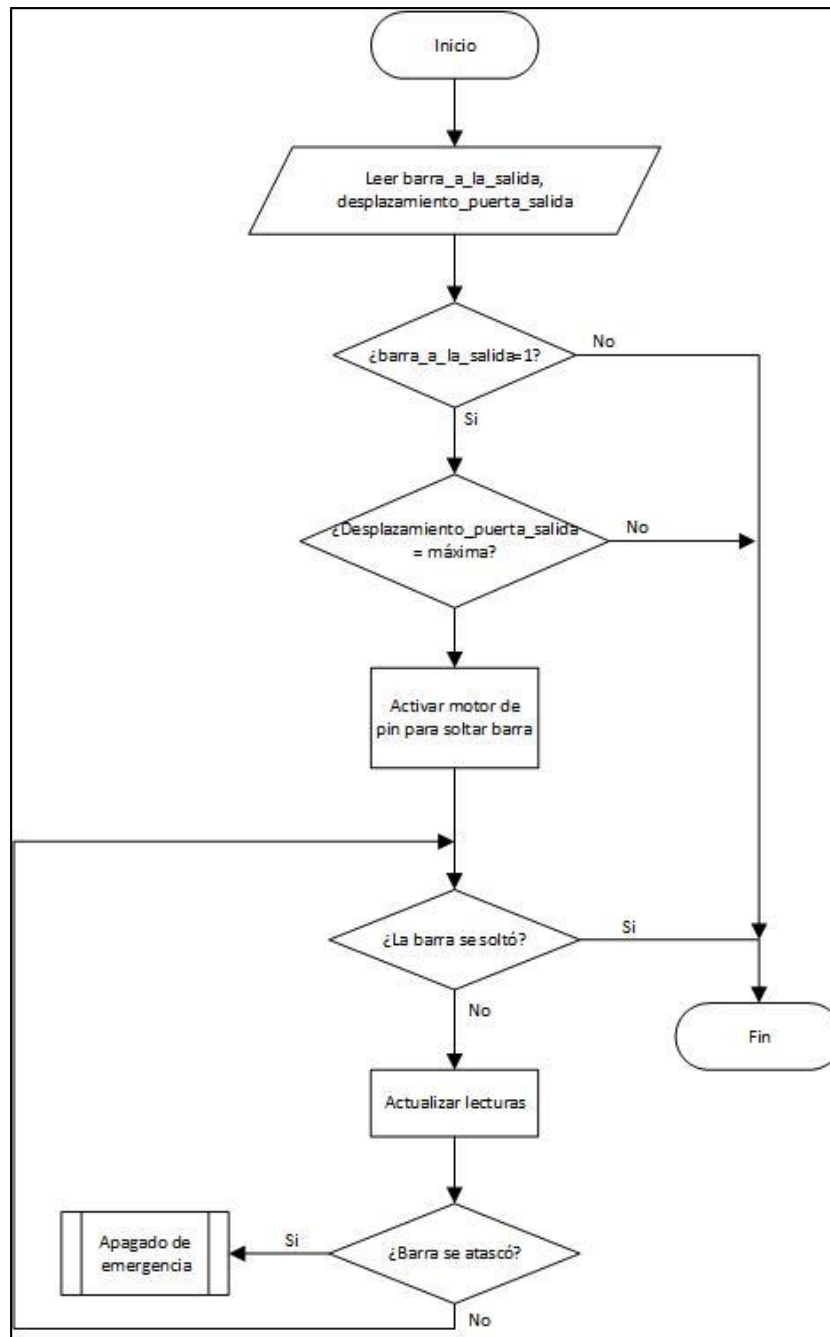 Inicio
Leer barra_a_la_salida,
desplazamiento_puerta_salida
¿barra_a_la_salida=1?
No
Si
¿Desplazamiento_puerta_salida
= máxima?
No
Activar motor de
pin para soltar barra
¿La barra se soltó?
Si
No
Fin
Actualizar lecturas
Apagado de
emergencia
Si
¿Barra se atascó?
No